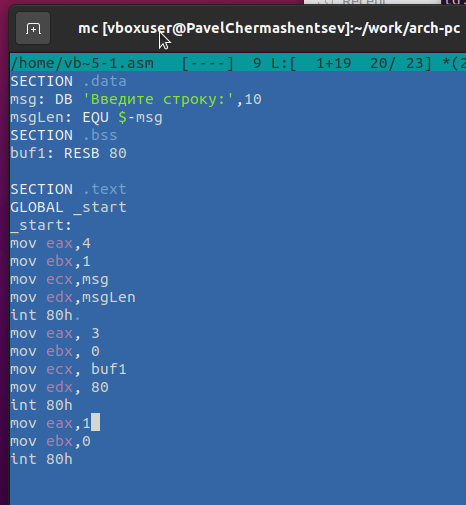 mc [vboxuser@PavelChermashentsev]:~/work/arch-pc
/home/vb~5-1.asm [----] 9 L:[ 1+19 20/ 23] *(2
SECTION .data
msg: DB 'Введите строку:',10
msgLen: EQU $-msg
SECTION .bss
buf1: RESB 80
SECTION .text
GLOBAL _start
_start:
mov eax,4
mov ebx,1
mov ecx,msg
mov edx,msgLen
int 80h.
mov eax, 3
mov ebx, 0
mov ecx, buf1
mov edx, 80
int 80h
mov eax,1
mov ebx,0
int 80h